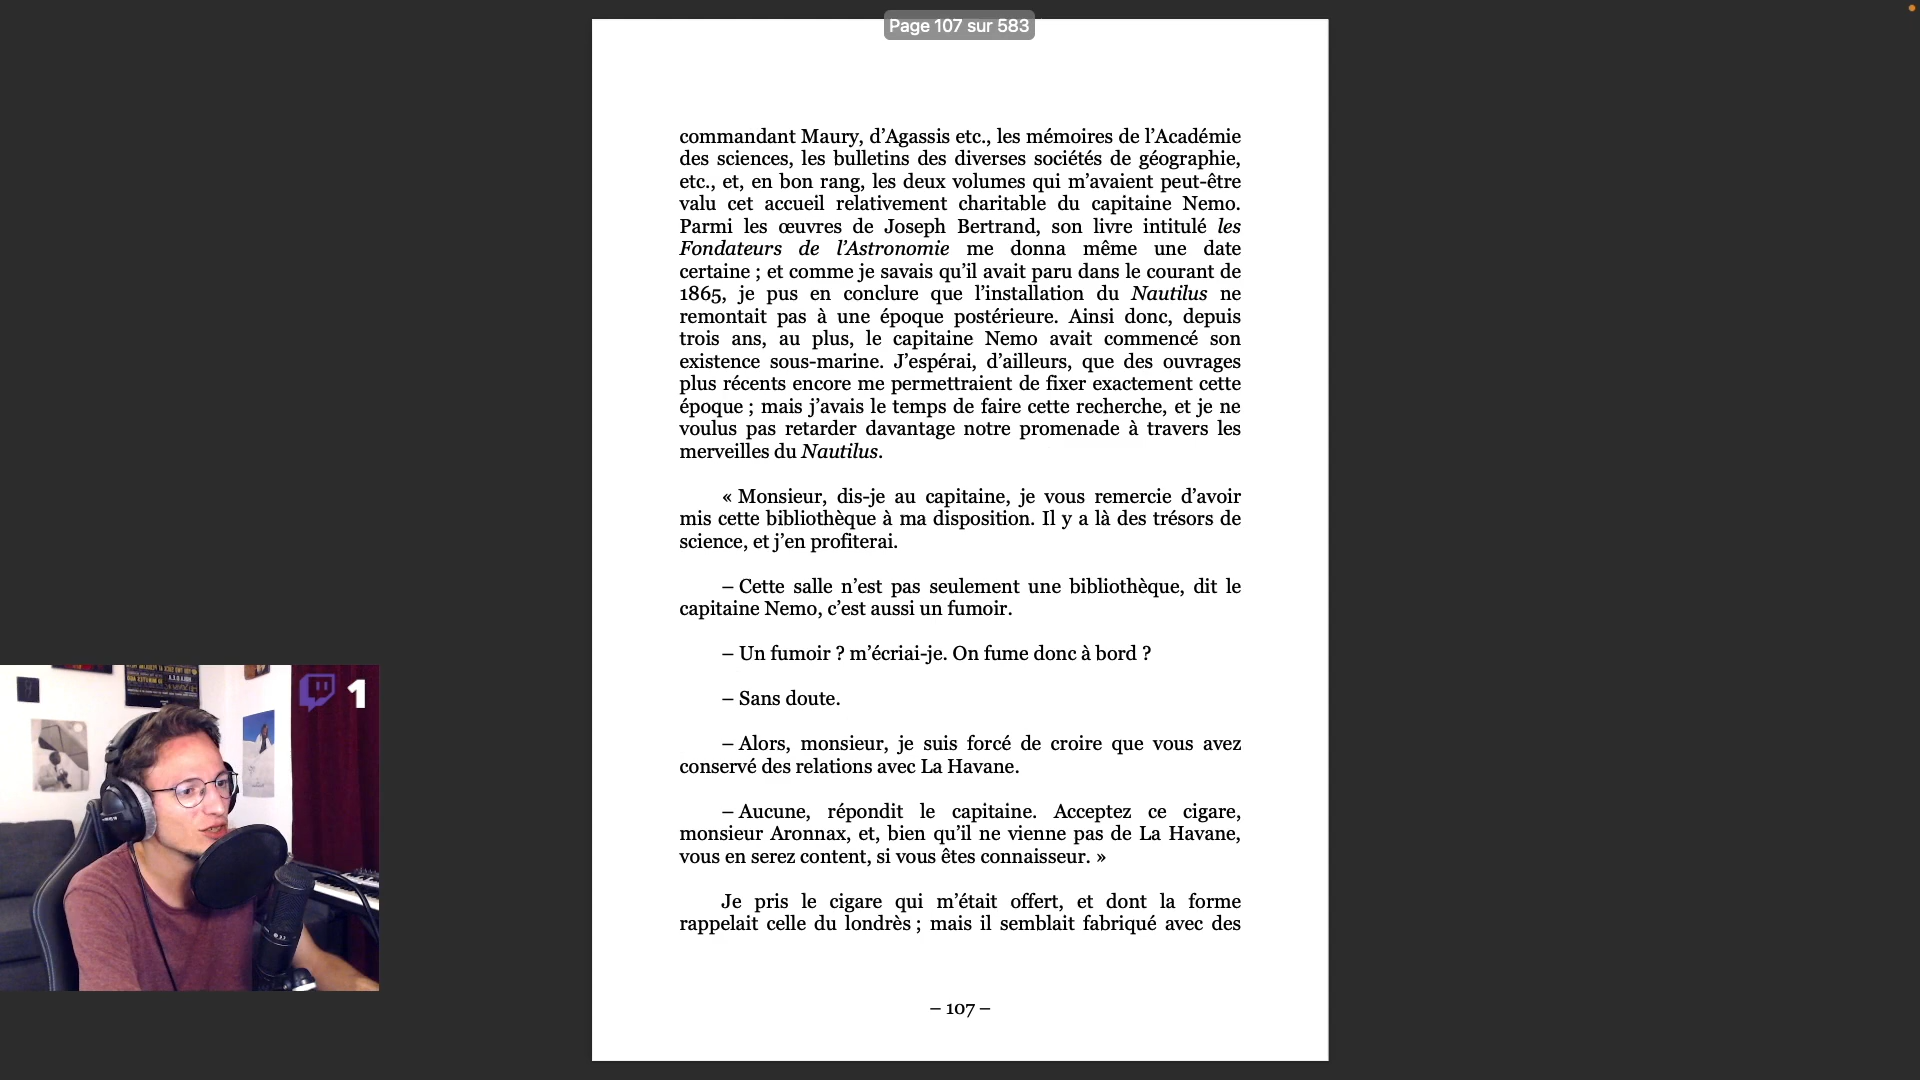 Page 107 sur 583
commandant Maury, d’Agassis etc., les mémoires de l’Académie
des sciences, les bulletins des diverses sociétés de géographie,
etc., et, en bon rang, les deux volumes qui m’avaient peut-être
valu cet accueil relativement charitable du capitaine Nemo.
Parmi les œuvres de Joseph Bertrand, son livre intitulé les
Fondateurs de l’Astronomie me donna même une date
certaine ; et comme je savais qu’il avait paru dans le courant de
1865, je pus en conclure que l’installation du Nautilus ne
remontait pas à une époque postérieure. Ainsi donc, depuis
trois ans, au plus, le capitaine Nemo avait commencé son
existence sous-marine. J’espérai, d’ailleurs, que des ouvrages
plus récents encore me permettraient de fixer exactement cette
époque ; mais j’avais le temps de faire cette recherche, et je ne
voulus pas retarder davantage notre promenade à travers les
merveilles du Nautilus.
« Monsieur, dis-je au capitaine, je vous remercie d’avoir
mis cette bibliothèque à ma disposition. Il y a là des trésors de
science, et j’en profiterai.
– Cette salle n’est pas seulement une bibliothèque, dit le
capitaine Nemo, c’est aussi un fumoir.
– Un fumoir ? m’écriai-je. On fume donc à bord ?
– Sans doute.
– Alors, monsieur, je suis forcé de croire que vous avez
conservé des relations avec La Havane.
– Aucune, répondit le capitaine. Acceptez ce cigare,
monsieur Aronnax, et, bien qu’il ne vienne pas de La Havane,
vous en serez content, si vous êtes connaisseur. »
Je pris le cigare qui m’était offert, et dont la forme
rappelait celle du londrès ; mais il semblait fabriqué avec des
– 107 –
1